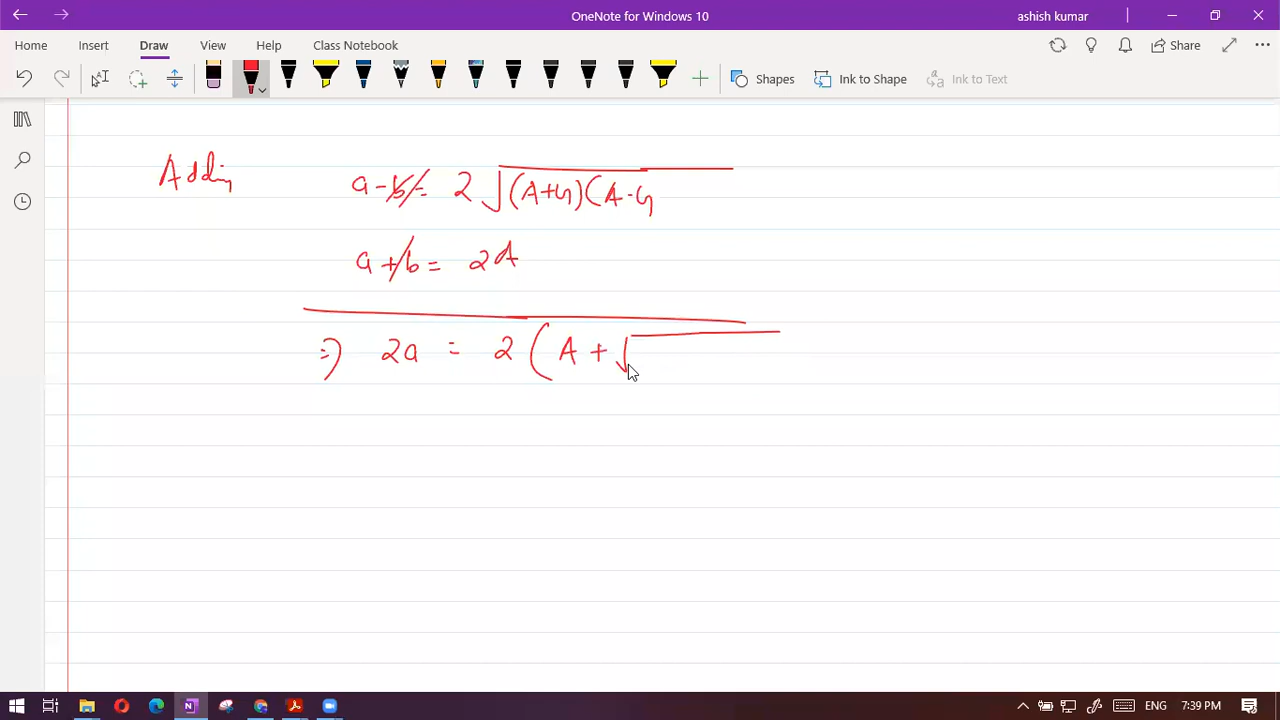 OneNote for Windows 10
ashish kumar
Home Insert Draw View Help Class Notebook Share
Shapes Ink to Shape Ink to Text
Adding a - b = 2 √(A+G)(A-G
a + b = 2A
⇒ 2a = 2 (A + √
ENG 7:39 PM